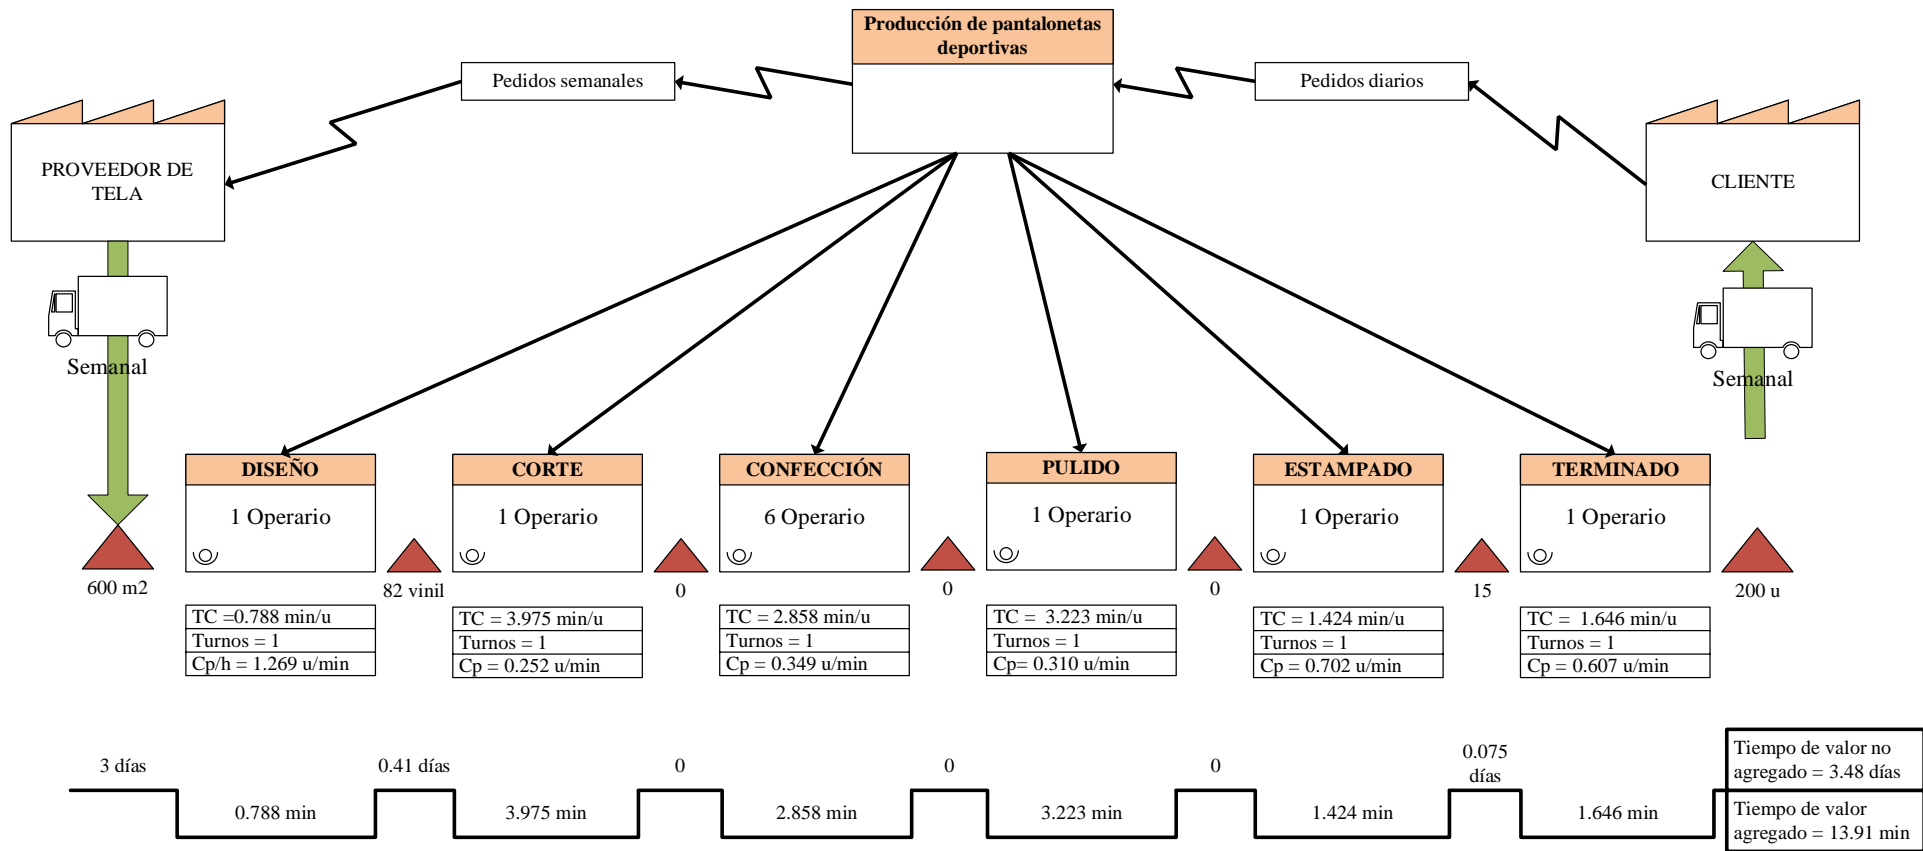 Producción de pantalonetas
deportivas
Pedidos semanales
Pedidos diarios
PROVEEDOR DE
TELA
CLIENTE
Semanal
Semanal
DISEÑO
1 Operario
CORTE
1 Operario
CONFECCIÓN
6 Operario
PULIDO
1 Operario
ESTAMPADO
1 Operario
TERMINADO
1 Operario
600 m2
82 vinil
0
0
0
15
200 u
TC =0.788 min/u
Turnos = 1
Cp/h = 1.269 u/min
TC = 3.975 min/u
Turnos = 1
Cp = 0.252 u/min
TC = 2.858 min/u
Turnos = 1
Cp = 0.349 u/min
TC =  3.223 min/u
Turnos = 1
Cp= 0.310 u/min
TC = 1.424 min/u
Turnos = 1
Cp = 0.702 u/min
TC =  1.646 min/u
Turnos = 1
Cp = 0.607 u/min
3 días
0.41 días
0
0
0
0.075
días
0.788 min
3.975 min
2.858 min
3.223 min
1.424 min
1.646 min
Tiempo de valor no
agregado = 3.48 días
Tiempo de valor
agregado = 13.91 min